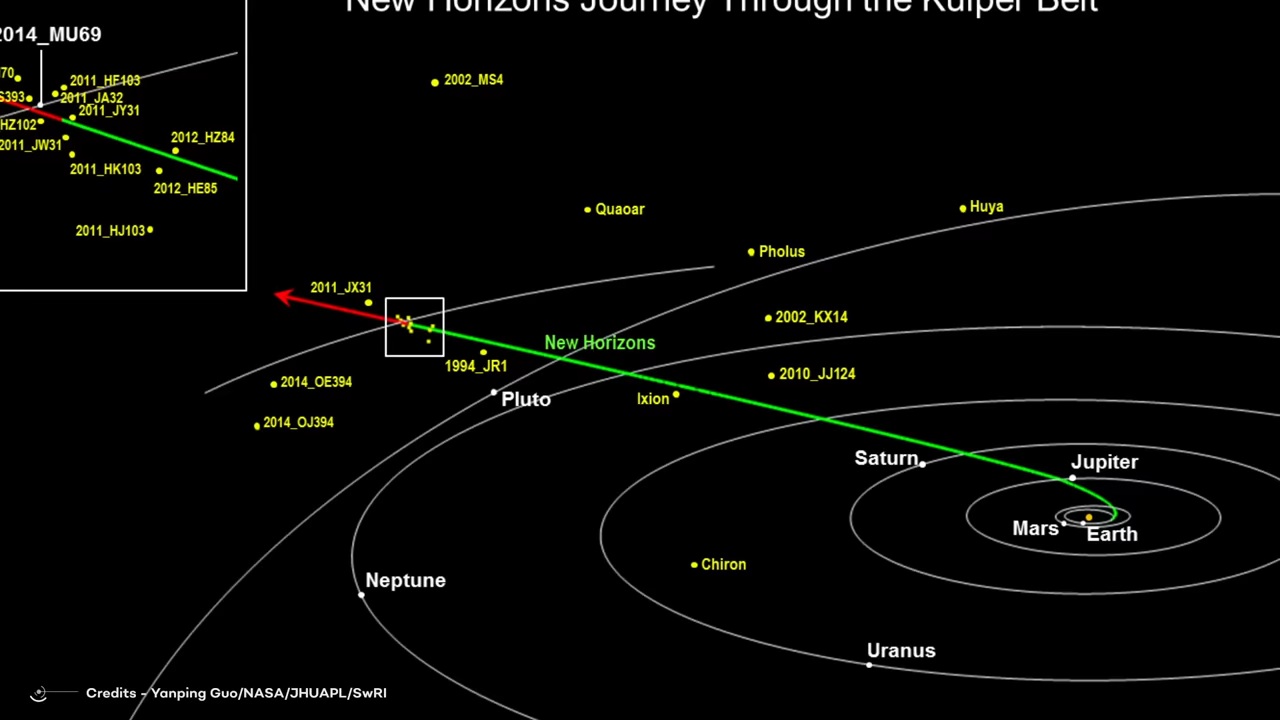 New Horizons Journey Through the Kuiper Belt
2014_MU69
2011_HF103
2011_JA32
2011_JY31
HZ102
2011_JW31
2012_HZ84
2011_HK103
2012_HE85
2011_HJ103
2002_MS4
Quaoar
Huya
Pholus
2011_JX31
2002_KX14
New Horizons
1994_JR1
2010_JJ124
2014_OE394
Ixion
Pluto
2014_OJ394
Saturn
Jupiter
Mars
Earth
Chiron
Neptune
Uranus
Credits - Yanping Guo/NASA/JHUAPL/SwRI